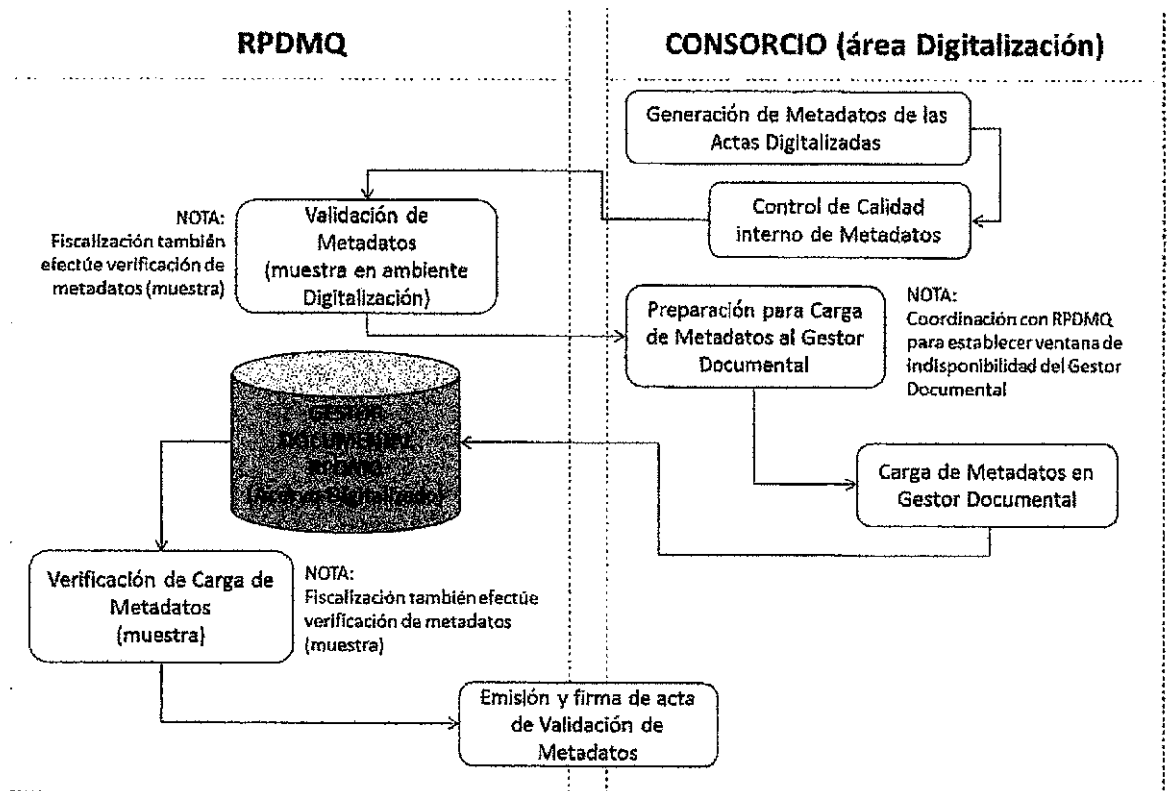 RPDMQ
CONSORCIO (área Digitalización)
Generación de Metadatos de las
Actas Digitalizadas
Control de Calidad
interno de Metadatos
NOTA:
Fiscalización también
efectúe verificación de
metadatos (muestra)
Validación de
Metadatos
(muestra en ambiente
Digitalización)
Preparación para Carga
de Metadatos al Gestor
Documental
NOTA:
Coordinación con RPDMQ
para establecer ventana de
indisponibilidad del Gestor
Documental
GESTOR
DOCUMENTAL
(Acervo Digitalizado)
Carga de Metadatos en
Gestor Documental
Verificación de Carga de
Metadatos
(muestra)
NOTA:
Fiscalización también efectúe
verificación de metadatos
(muestra)
Emisión y firma de acta
de Validación de
Metadatos